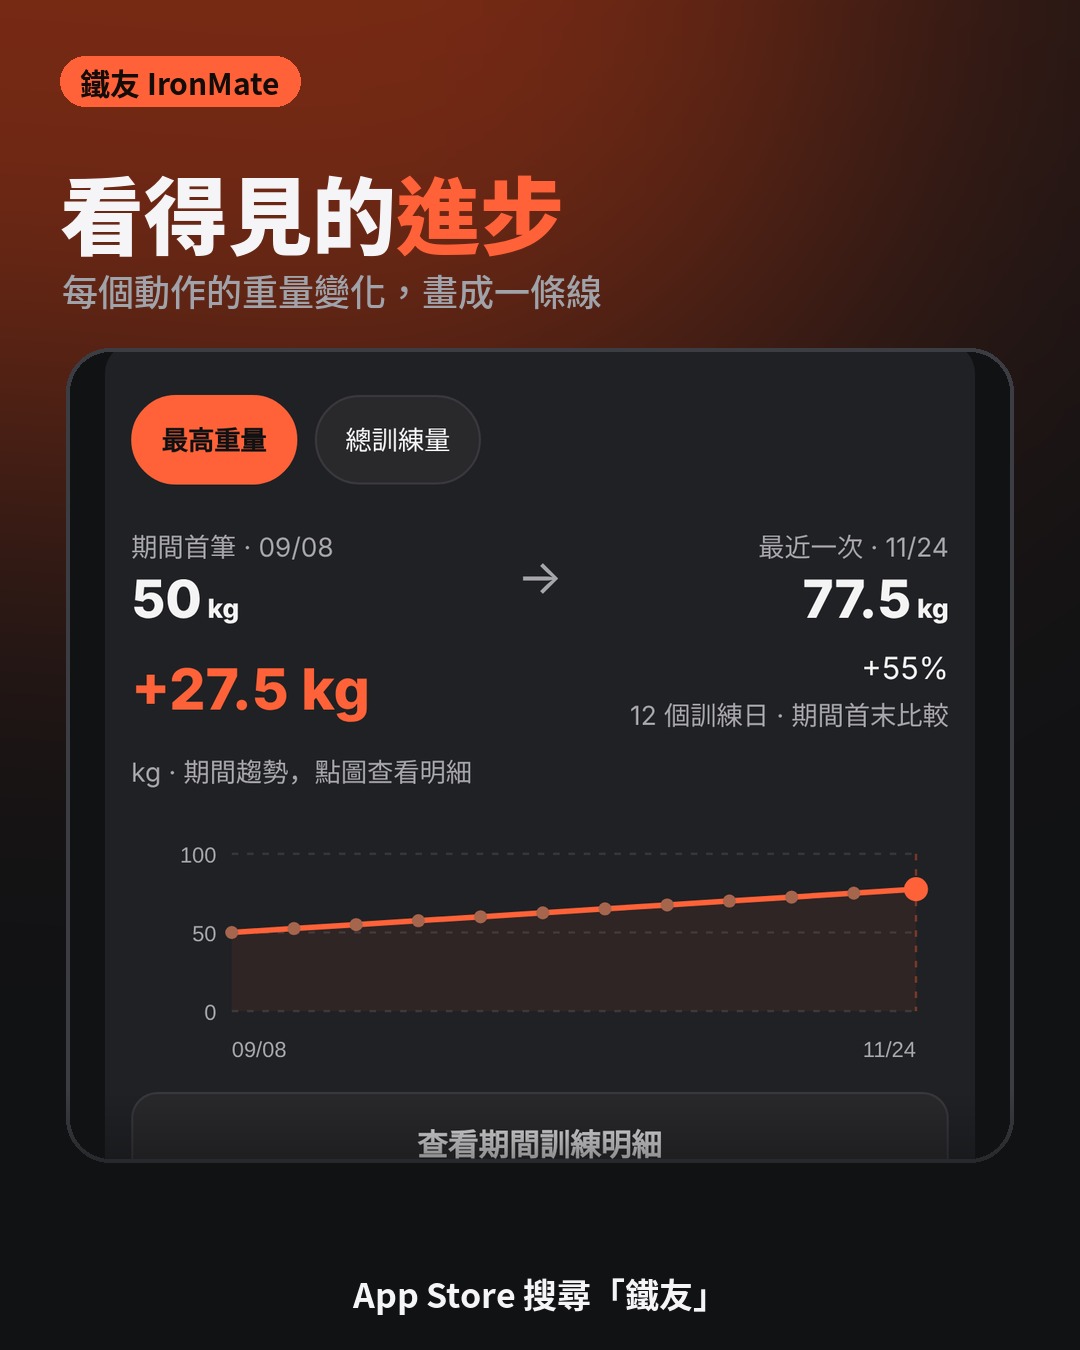 鐵友 IronMate
看得見的進步
每個動作的重量變化，畫成一條線
最高重量 總訓練量
期間首筆 · 09/08 → 最近一次 · 11/24
50 kg 77.5 kg
+27.5 kg +55%
12 個訓練日 · 期間首末比較
kg · 期間趨勢，點圖查看明細
100
50
0
09/08 11/24
查看期間訓練明細
App Store 搜尋「鐵友」